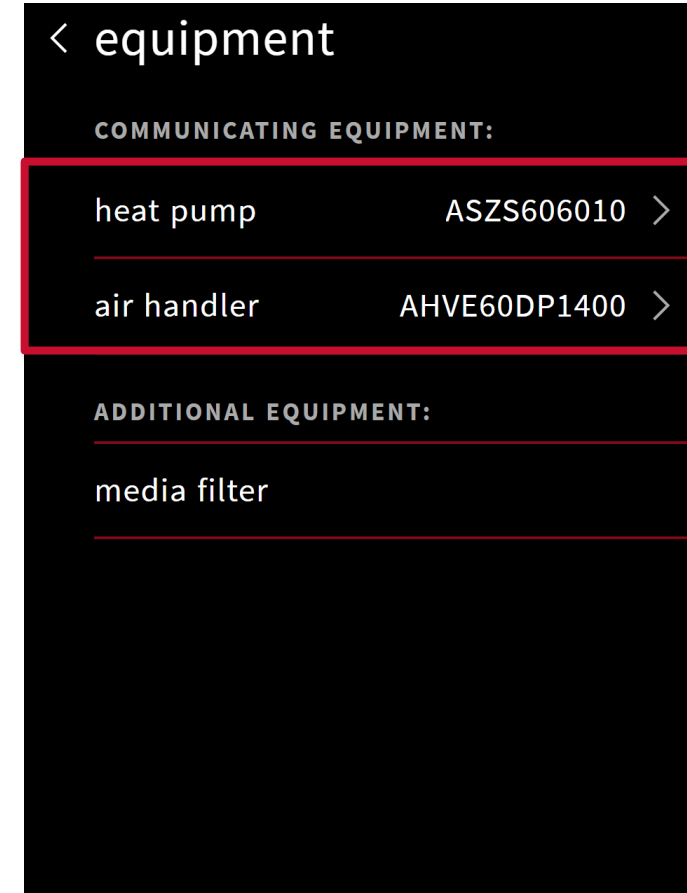 equipment
COMMUNICATING EQUIPMENT:
heat pump ASZS606010
air handler AHVE60DP1400
ADDITIONAL EQUIPMENT:
media filter